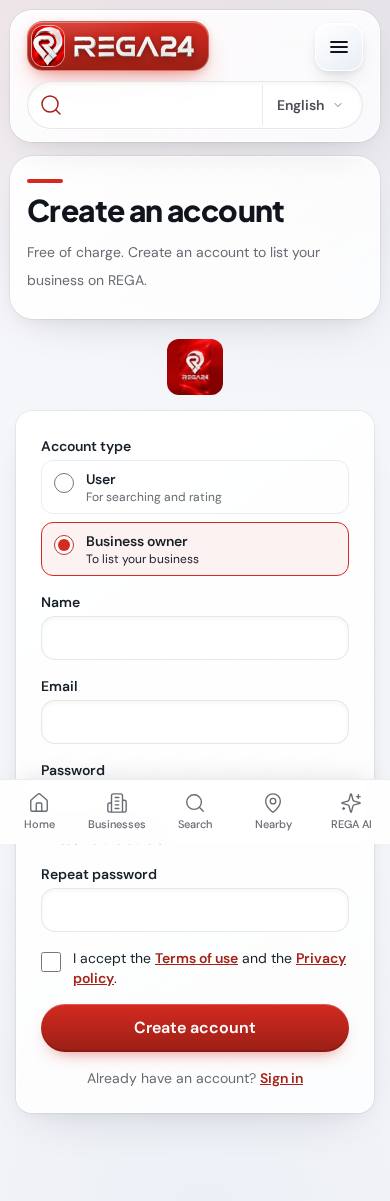 REGA24
English
Create an account
Free of charge. Create an account to list your
business on REGA.
REGA24
Account type
User
For searching and rating
Business owner
To list your business
Name
Email
Password
Home
Businesses
Search
Nearby
REGA AI
Repeat password
I accept the Terms of use and the Privacy
policy.
Create account
Already have an account? Sign in